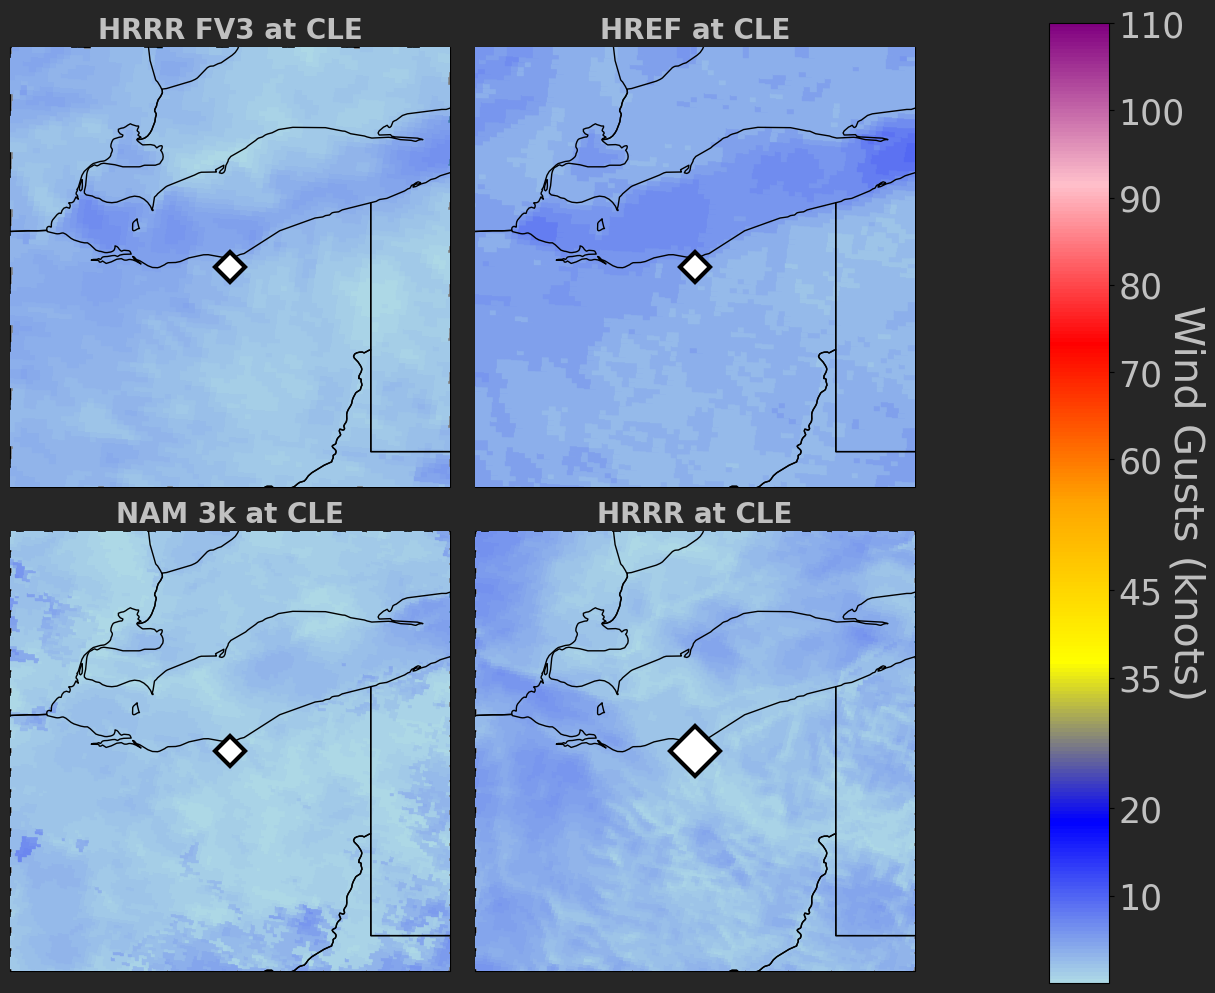 HRRR FV3 at CLE
HREF at CLE
NAM 3k at CLE
HRRR at CLE
110
100
90
80
70
60
45
35
20
10
Wind Gusts (knots)